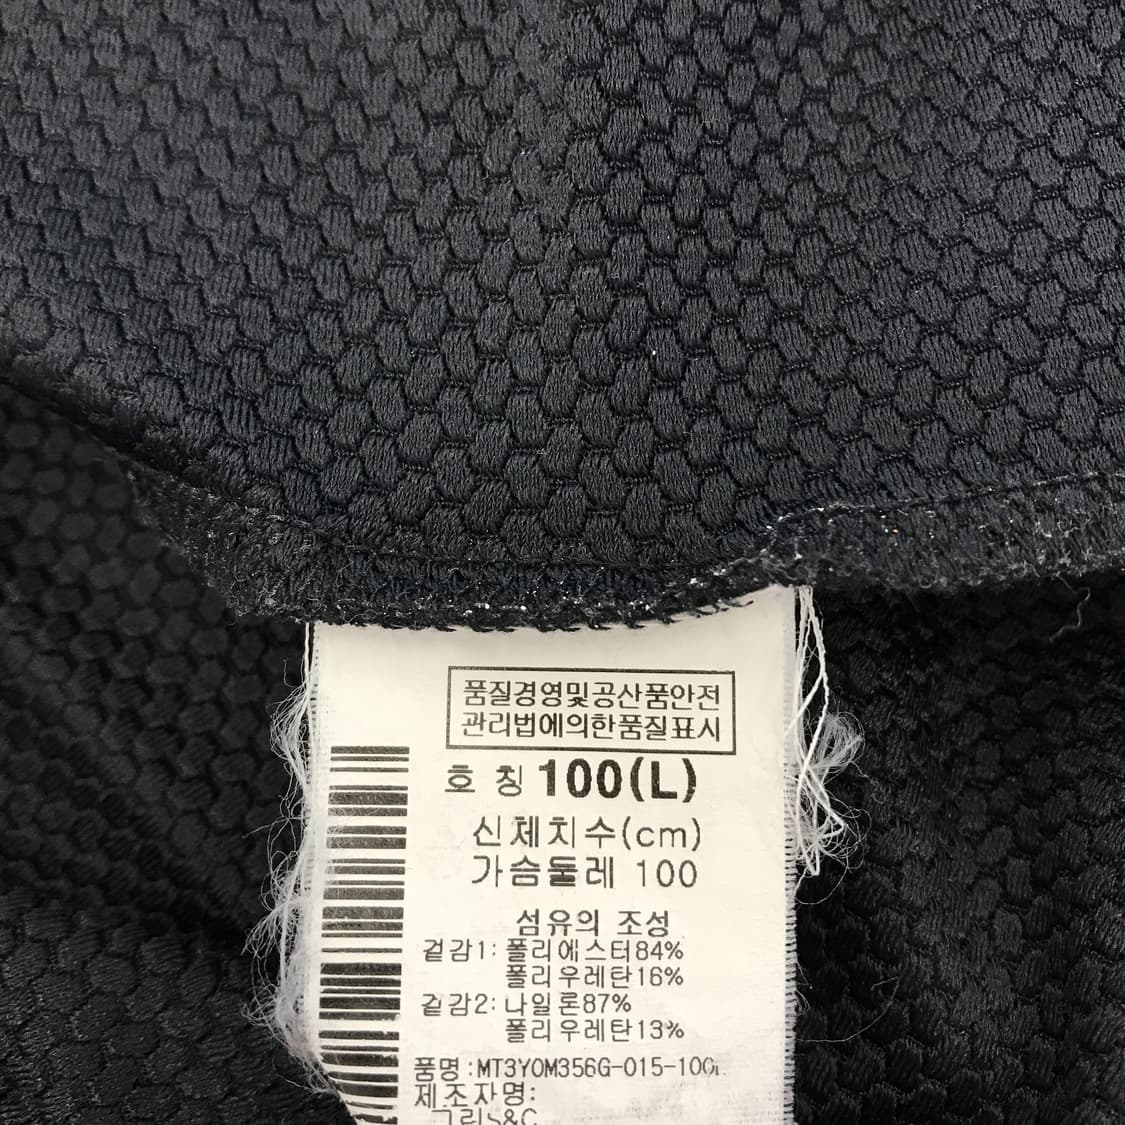 품질경영및공산품안전
관리법에의한품질표시
호 칭 100(L)
신체치수(cm)
가슴둘레 100
섬유의 조성
겉감1: 폴리에스터84%
폴리우레탄16%
겉감2: 나일론87%
폴리우레탄13%
품명:MT3Y0M356G-015-100
제조자명:
그린S&C